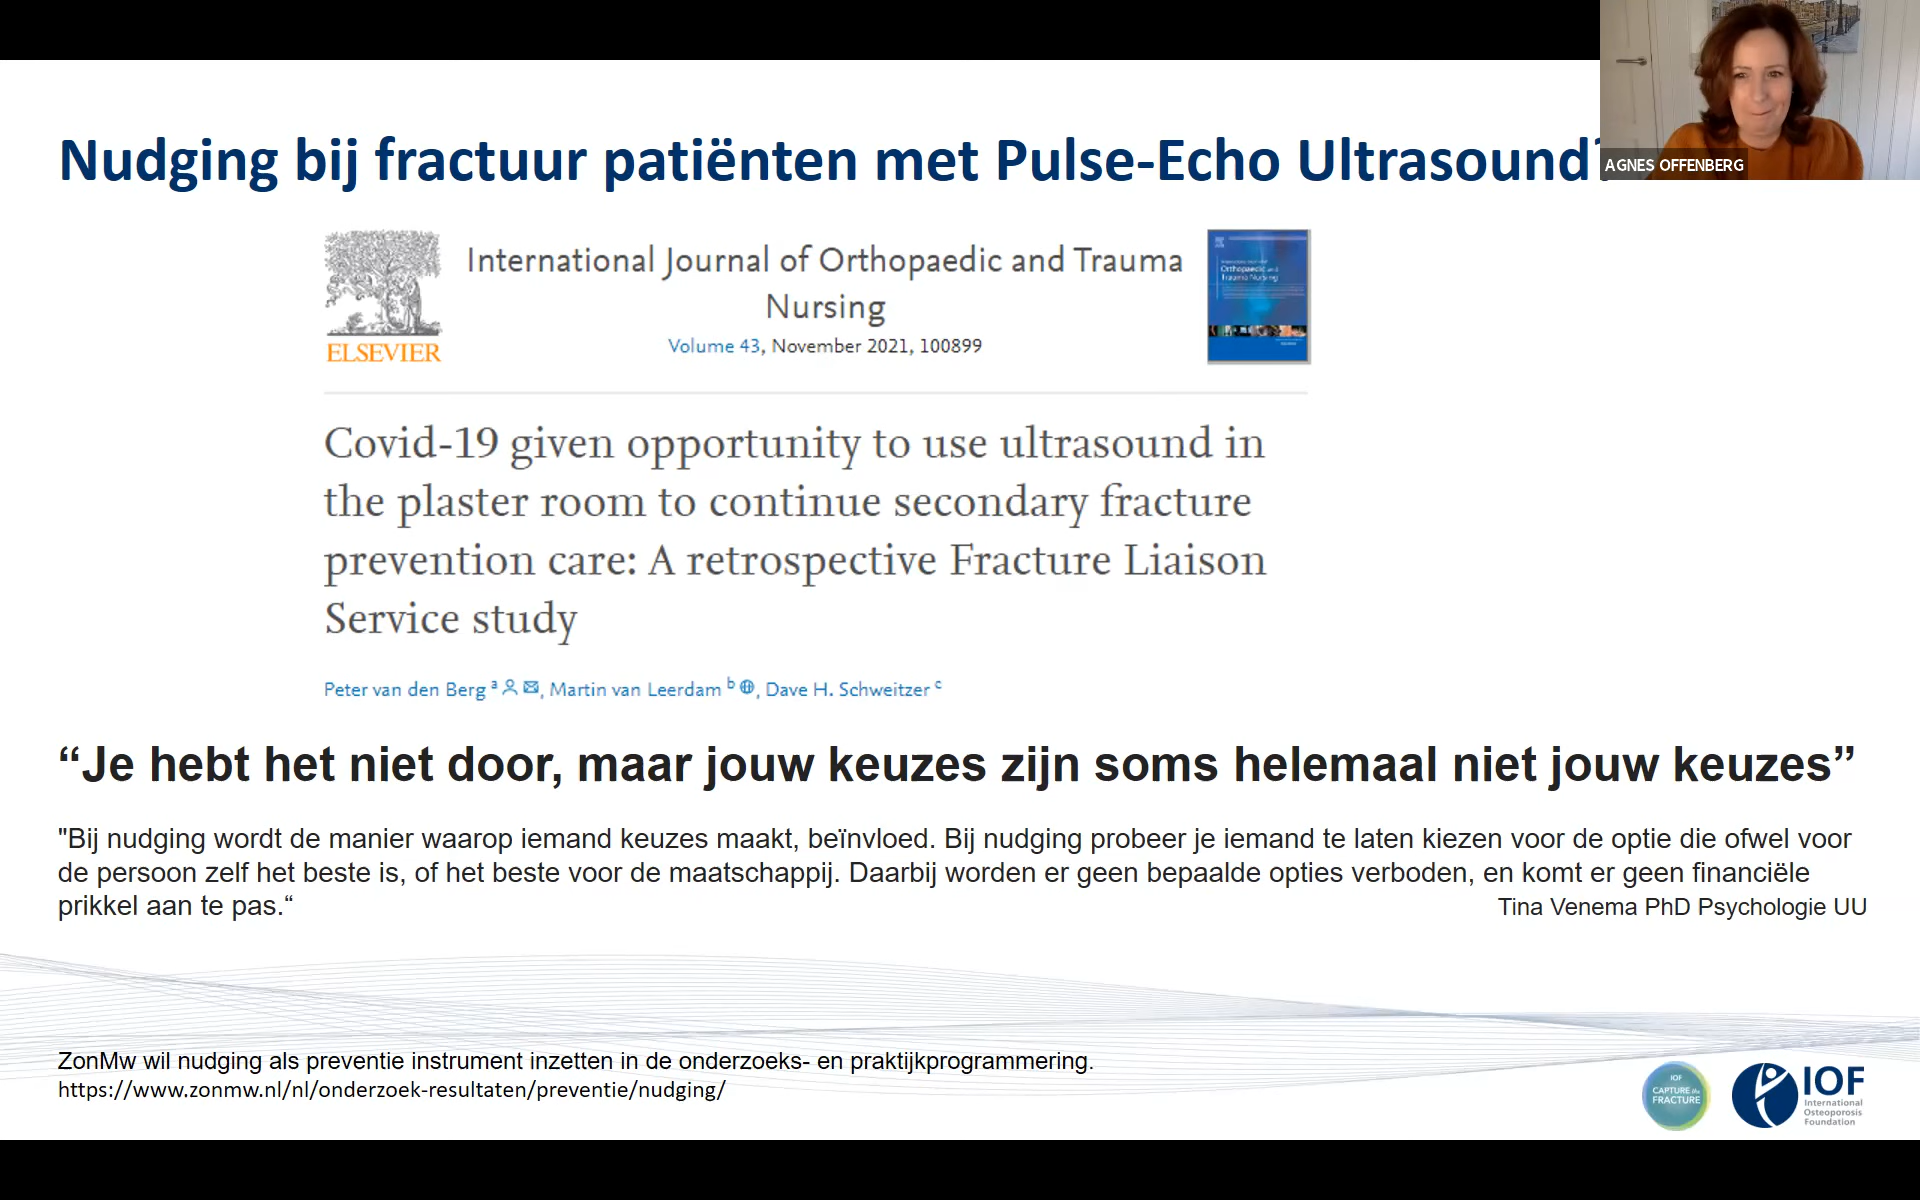 Nudging bij fractuur patiënten met Pulse-Echo Ultrasound?
AGNES OFFENBERG
ELSEVIER
International Journal of Orthopaedic and Trauma
Nursing
Volume 43, November 2021, 100899
Orthopaedic and
Trauma Nursing
Covid-19 given opportunity to use ultrasound in
the plaster room to continue secondary fracture
prevention care: A retrospective Fracture Liaison
Service study
Peter van den Berg a, Martin van Leerdam b, Dave H. Schweitzer c
“Je hebt het niet door, maar jouw keuzes zijn soms helemaal niet jouw keuzes”
"Bij nudging wordt de manier waarop iemand keuzes maakt, beïnvloed. Bij nudging probeer je iemand te laten kiezen voor de optie die ofwel voor
de persoon zelf het beste is, of het beste voor de maatschappij. Daarbij worden er geen bepaalde opties verboden, en komt er geen financiële
prikkel aan te pas.“
Tina Venema PhD Psychologie UU
ZonMw wil nudging als preventie instrument inzetten in de onderzoeks- en praktijkprogrammering.
https://www.zonmw.nl/nl/onderzoek-resultaten/preventie/nudging/
IOF
CAPTURE the
FRACTURE
IOF
International
Osteoporosis
Foundation